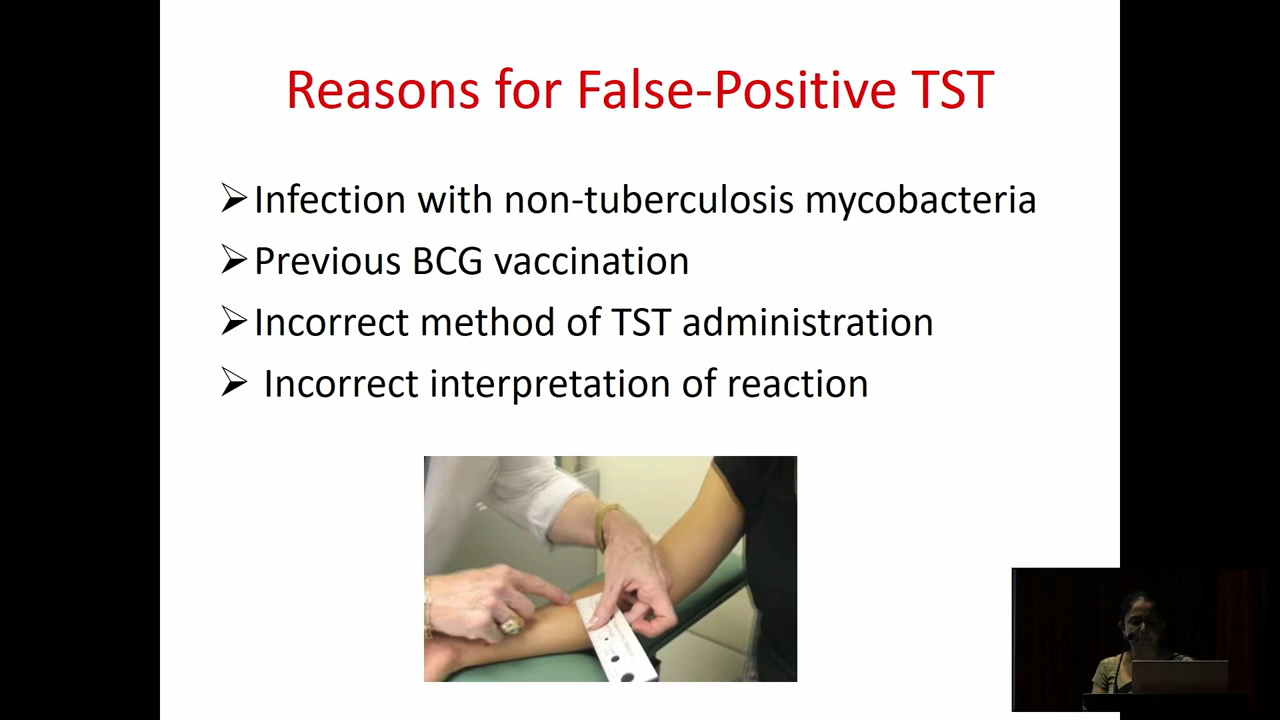 Reasons for False-Positive TST
➢Infection with non-tuberculosis mycobacteria
➢Previous BCG vaccination
➢Incorrect method of TST administration
➢ Incorrect interpretation of reaction